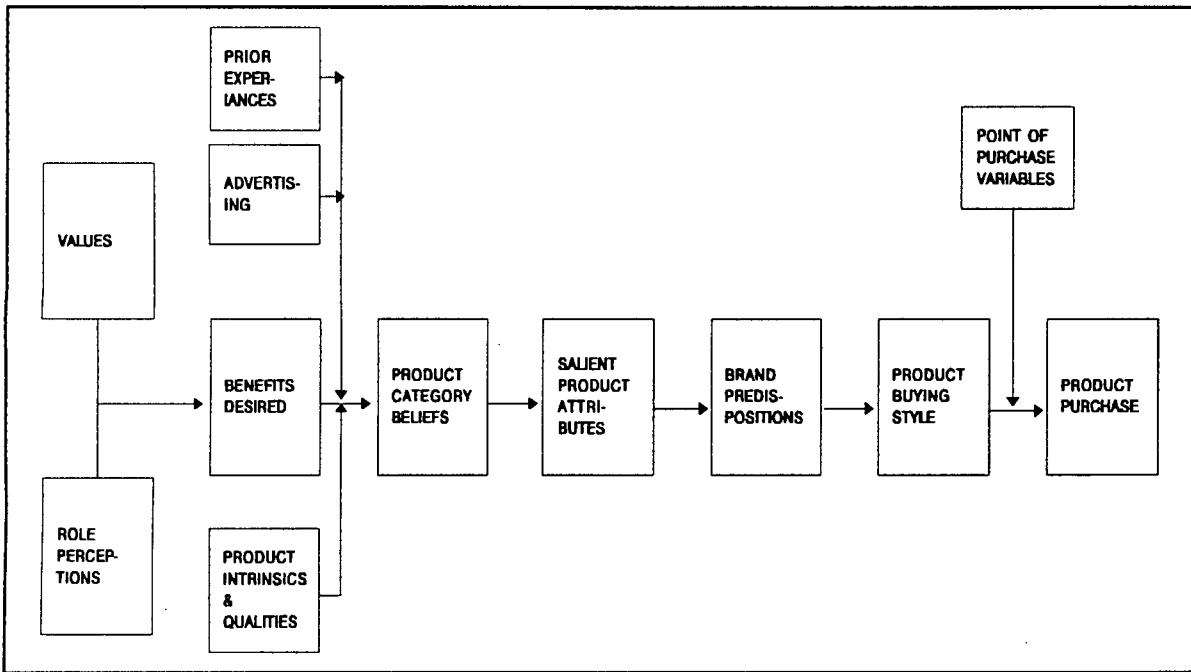 PRIOR
EXPER-
IANCES
ADVERTIS-
ING
VALUES
ROLE
PERCEP-
TIONS
BENEFITS
DESIRED
PRODUCT
INTRINSICS
&
QUALITIES
PRODUCT
CATEGORY
BELIEFS
SALIENT
PRODUCT
ATTRI-
BUTES
BRAND
PREDIS-
POSITIONS
PRODUCT
BUYING
STYLE
POINT OF
PURCHASE
VARIABLES
PRODUCT
PURCHASE